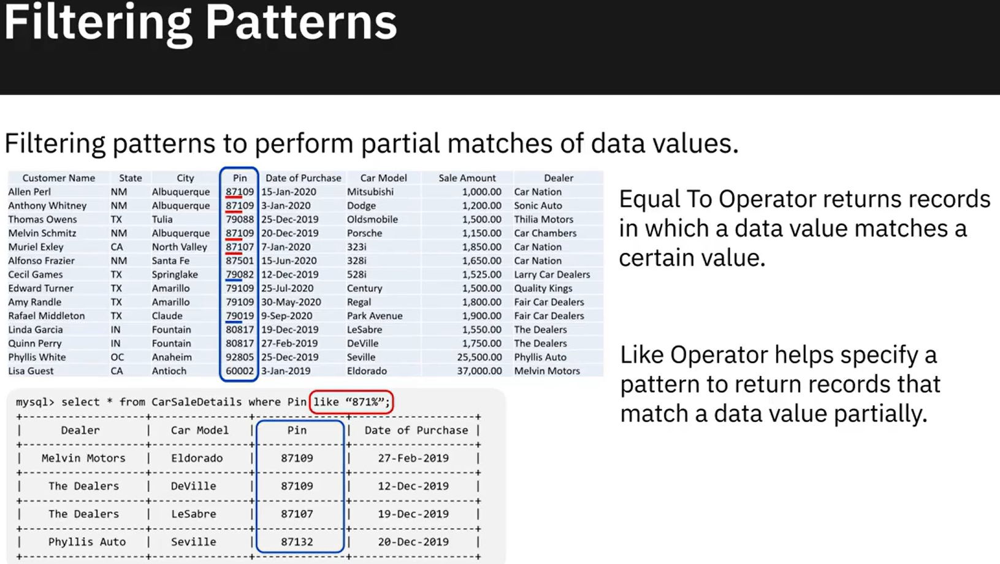 Filtering Patterns
Filtering patterns to perform partial matches of data values.
Customer Name State City Pin Date of Purchase Car Model Sale Amount Dealer
Allen Perl NM Albuquerque 87109 15-Jan-2020 Mitsubishi 1,000.00 Car Nation
Anthony Whitney NM Albuquerque 87109 3-Jan-2020 Dodge 1,200.00 Sonic Auto
Thomas Owens TX Tulia 79088 25-Dec-2019 Oldsmobile 1,500.00 Thilia Motors
Melvin Schmitz NM Albuquerque 87109 20-Dec-2019 Porsche 1,150.00 Car Chambers
Muriel Exley CA North Valley 87107 7-Jan-2020 323i 1,850.00 Car Nation
Alfonso Frazier NM Santa Fe 87501 15-Jun-2020 328i 1,650.00 Car Nation
Cecil Games TX Springlake 79082 12-Dec-2019 528i 1,525.00 Larry Car Dealers
Edward Turner TX Amarillo 79109 25-Jul-2020 Century 1,500.00 Quality Kings
Amy Randle TX Amarillo 79109 30-May-2020 Regal 1,800.00 Fair Car Dealers
Rafael Middleton TX Claude 79019 9-Sep-2020 Park Avenue 1,900.00 Fair Car Dealers
Linda Garcia IN Fountain 80817 19-Dec-2019 LeSabre 1,550.00 The Dealers
Quinn Perry IN Fountain 80817 27-Feb-2019 DeVille 1,750.00 The Dealers
Phyllis White OC Anaheim 92805 25-Dec-2019 Seville 25,500.00 Phyllis Auto
Lisa Guest CA Antioch 60002 3-Jan-2019 Eldorado 37,000.00 Melvin Motors
Equal To Operator returns records
in which a data value matches a
certain value.
Like Operator helps specify a
pattern to return records that
match a data value partially.
mysql> select * from CarSaleDetails where Pin like “871%”;
| Dealer | Car Model | Pin | Date of Purchase |
| Melvin Motors | Eldorado | 87109 | 27-Feb-2019 |
| The Dealers | DeVille | 87109 | 12-Dec-2019 |
| The Dealers | LeSabre | 87107 | 19-Dec-2019 |
| Phyllis Auto | Seville | 87132 | 20-Dec-2019 |